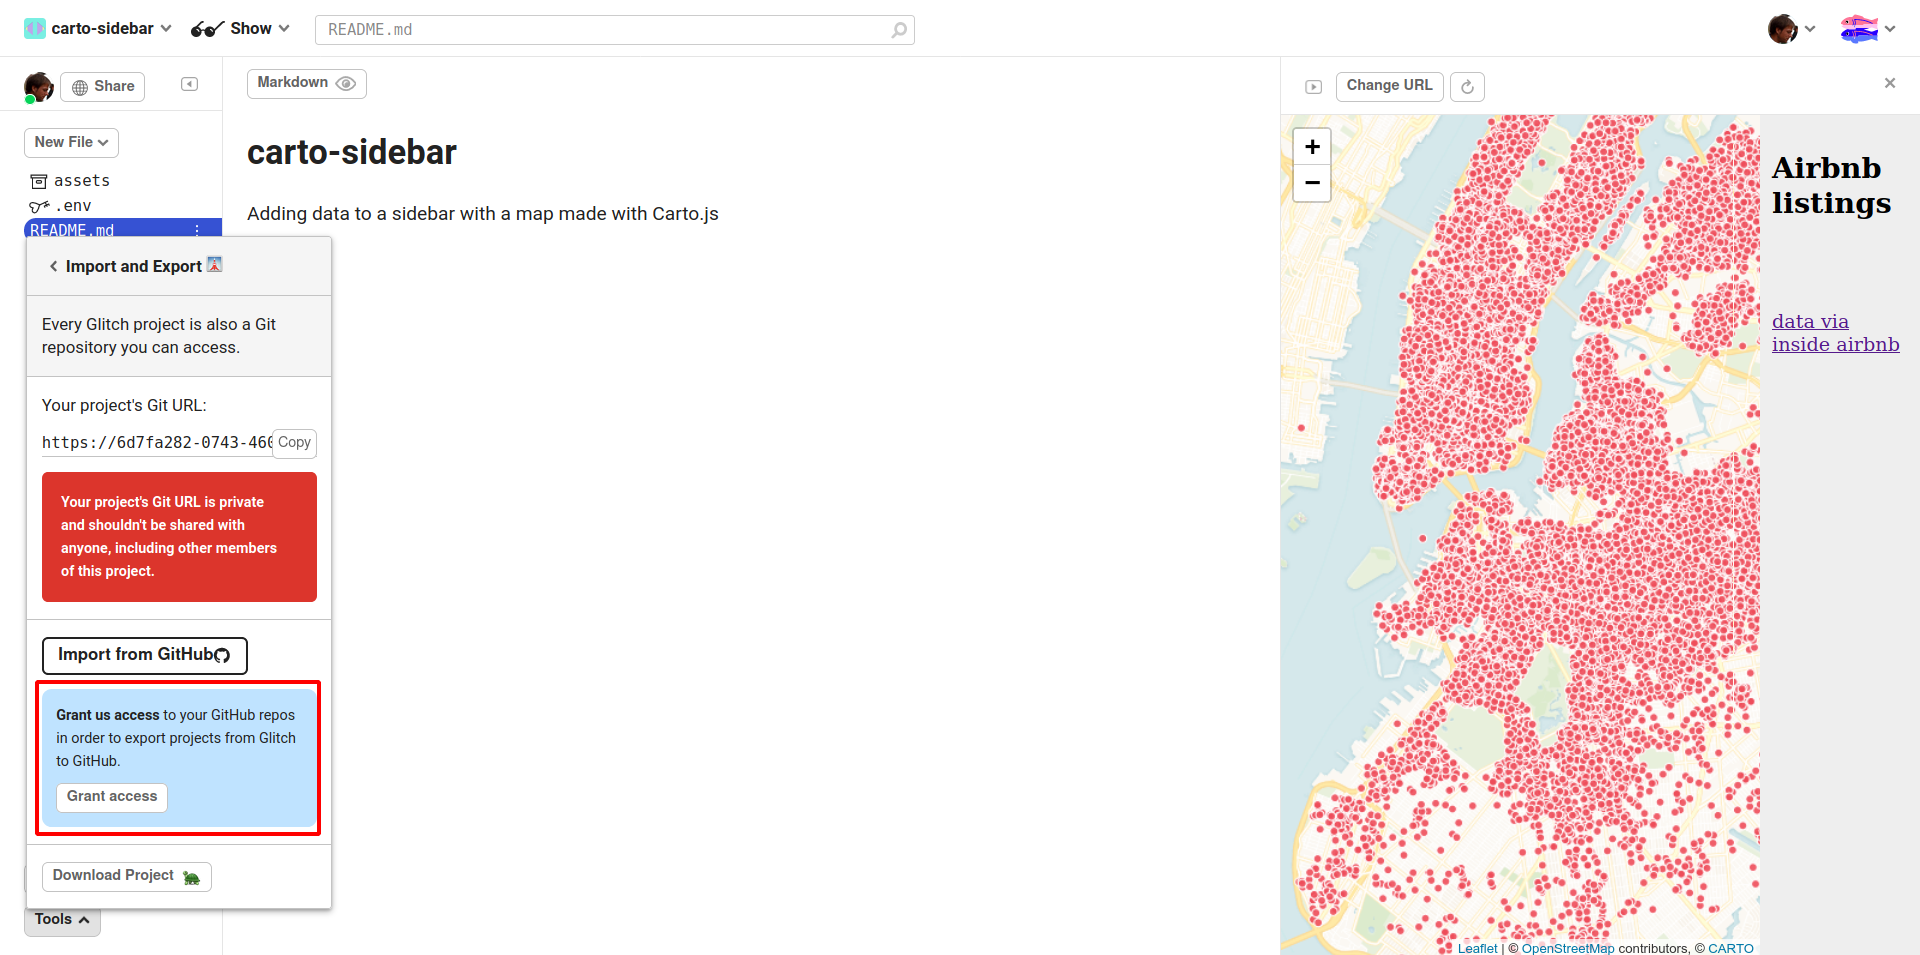 carto-sidebar
Show
README.md
Share
Markdown
Change URL
New File
assets
.env
README.md
Import and Export
Every Glitch project is also a Git
repository you can access.
Your project's Git URL:
https://6d7fa282-0743-46
Copy
Your project's Git URL is private
and shouldn't be shared with
anyone, including other members
of this project.
Import from GitHub
Grant us access to your GitHub repos
in order to export projects from Glitch
to GitHub.
Grant access
Download Project
Tools
carto-sidebar
Adding data to a sidebar with a map made with Carto.js
+
−
Airbnb
listings
data via
inside airbnb
Leaflet | © OpenStreetMap contributors, © CARTO